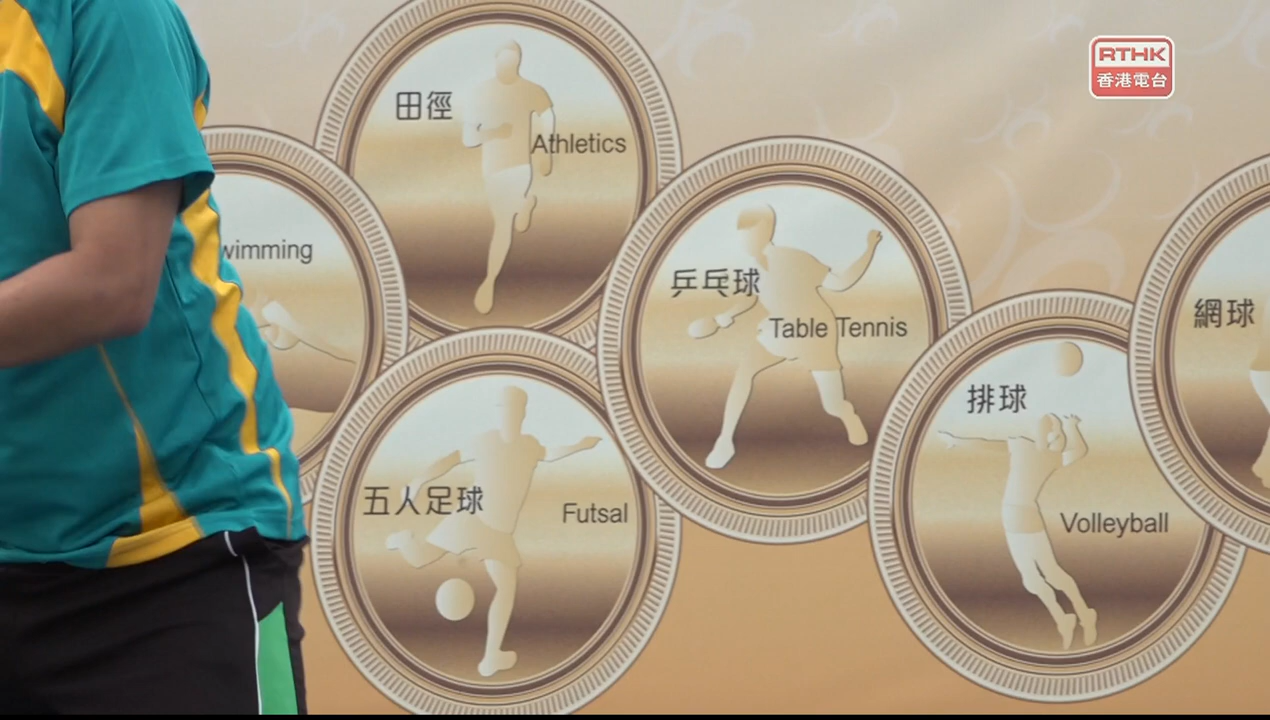 RTHK
香港電台
田徑
Athletics
wimming
乒乓球
Table Tennis
網球
排球
Volleyball
五人足球
Futsal